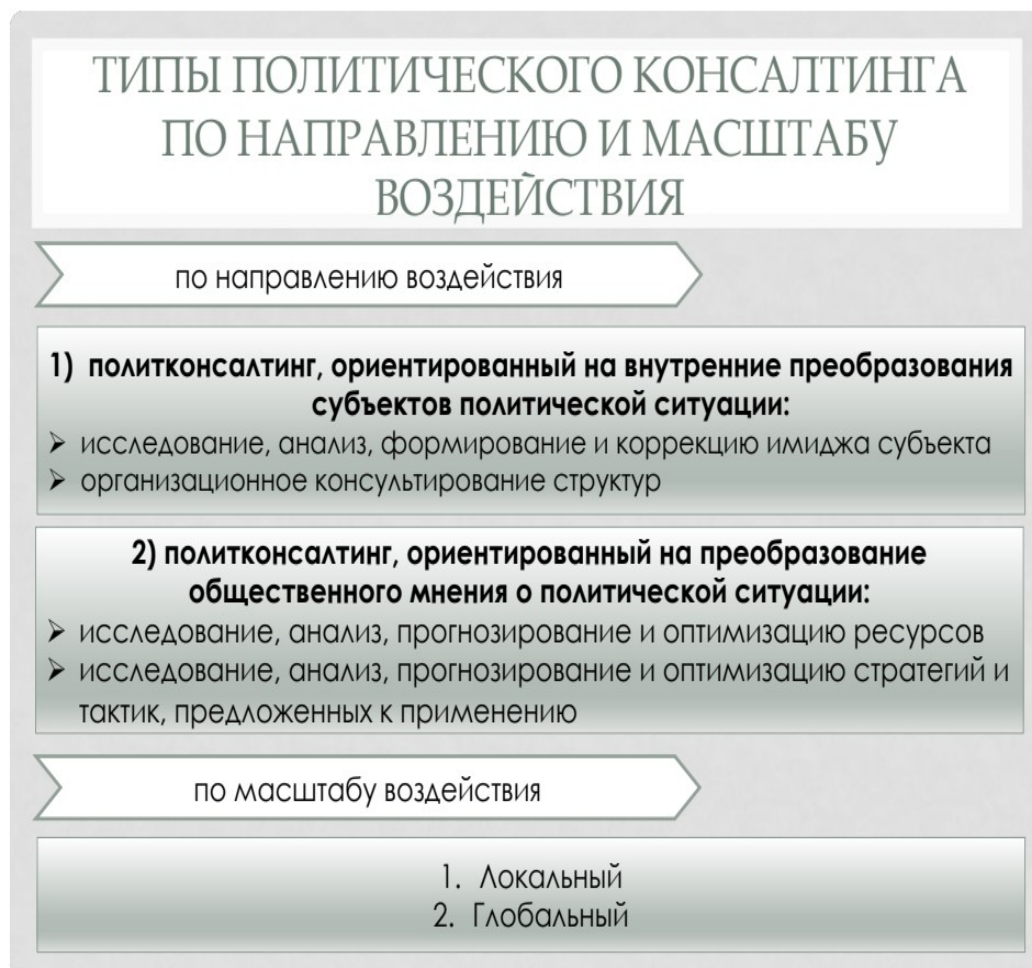 ТИПЫ ПОЛИТИЧЕСКОГО КОНСАЛТИНГА
ПО НАПРАВЛЕНИЮ И МАСШТАБУ
ВОЗДЕЙСТВИЯ
по направлению воздействия
1) политконсалтинг, ориентированный на внутренние преобразования
субъектов политической ситуации:
➢ исследование, анализ, формирование и коррекцию имиджа субъекта
➢ организационное консультирование структур
2) политконсалтинг, ориентированный на преобразование
общественного мнения о политической ситуации:
➢ исследование, анализ, прогнозирование и оптимизацию ресурсов
➢ исследование, анализ, прогнозирование и оптимизацию стратегий и
тактик, предложенных к применению
по масштабу воздействия
1. Локальный
2. Глобальный